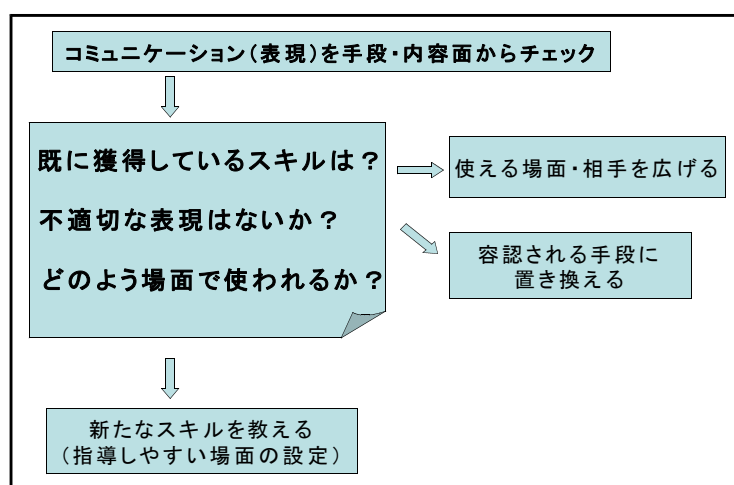 コミュニケーション(表現)を手段・内容面からチェック
既に獲得しているスキルは?
不適切な表現はないか?
どのよう場面で使われるか?
使える場面・相手を広げる
容認される手段に
置き換える
新たなスキルを教える
(指導しやすい場面の設定)